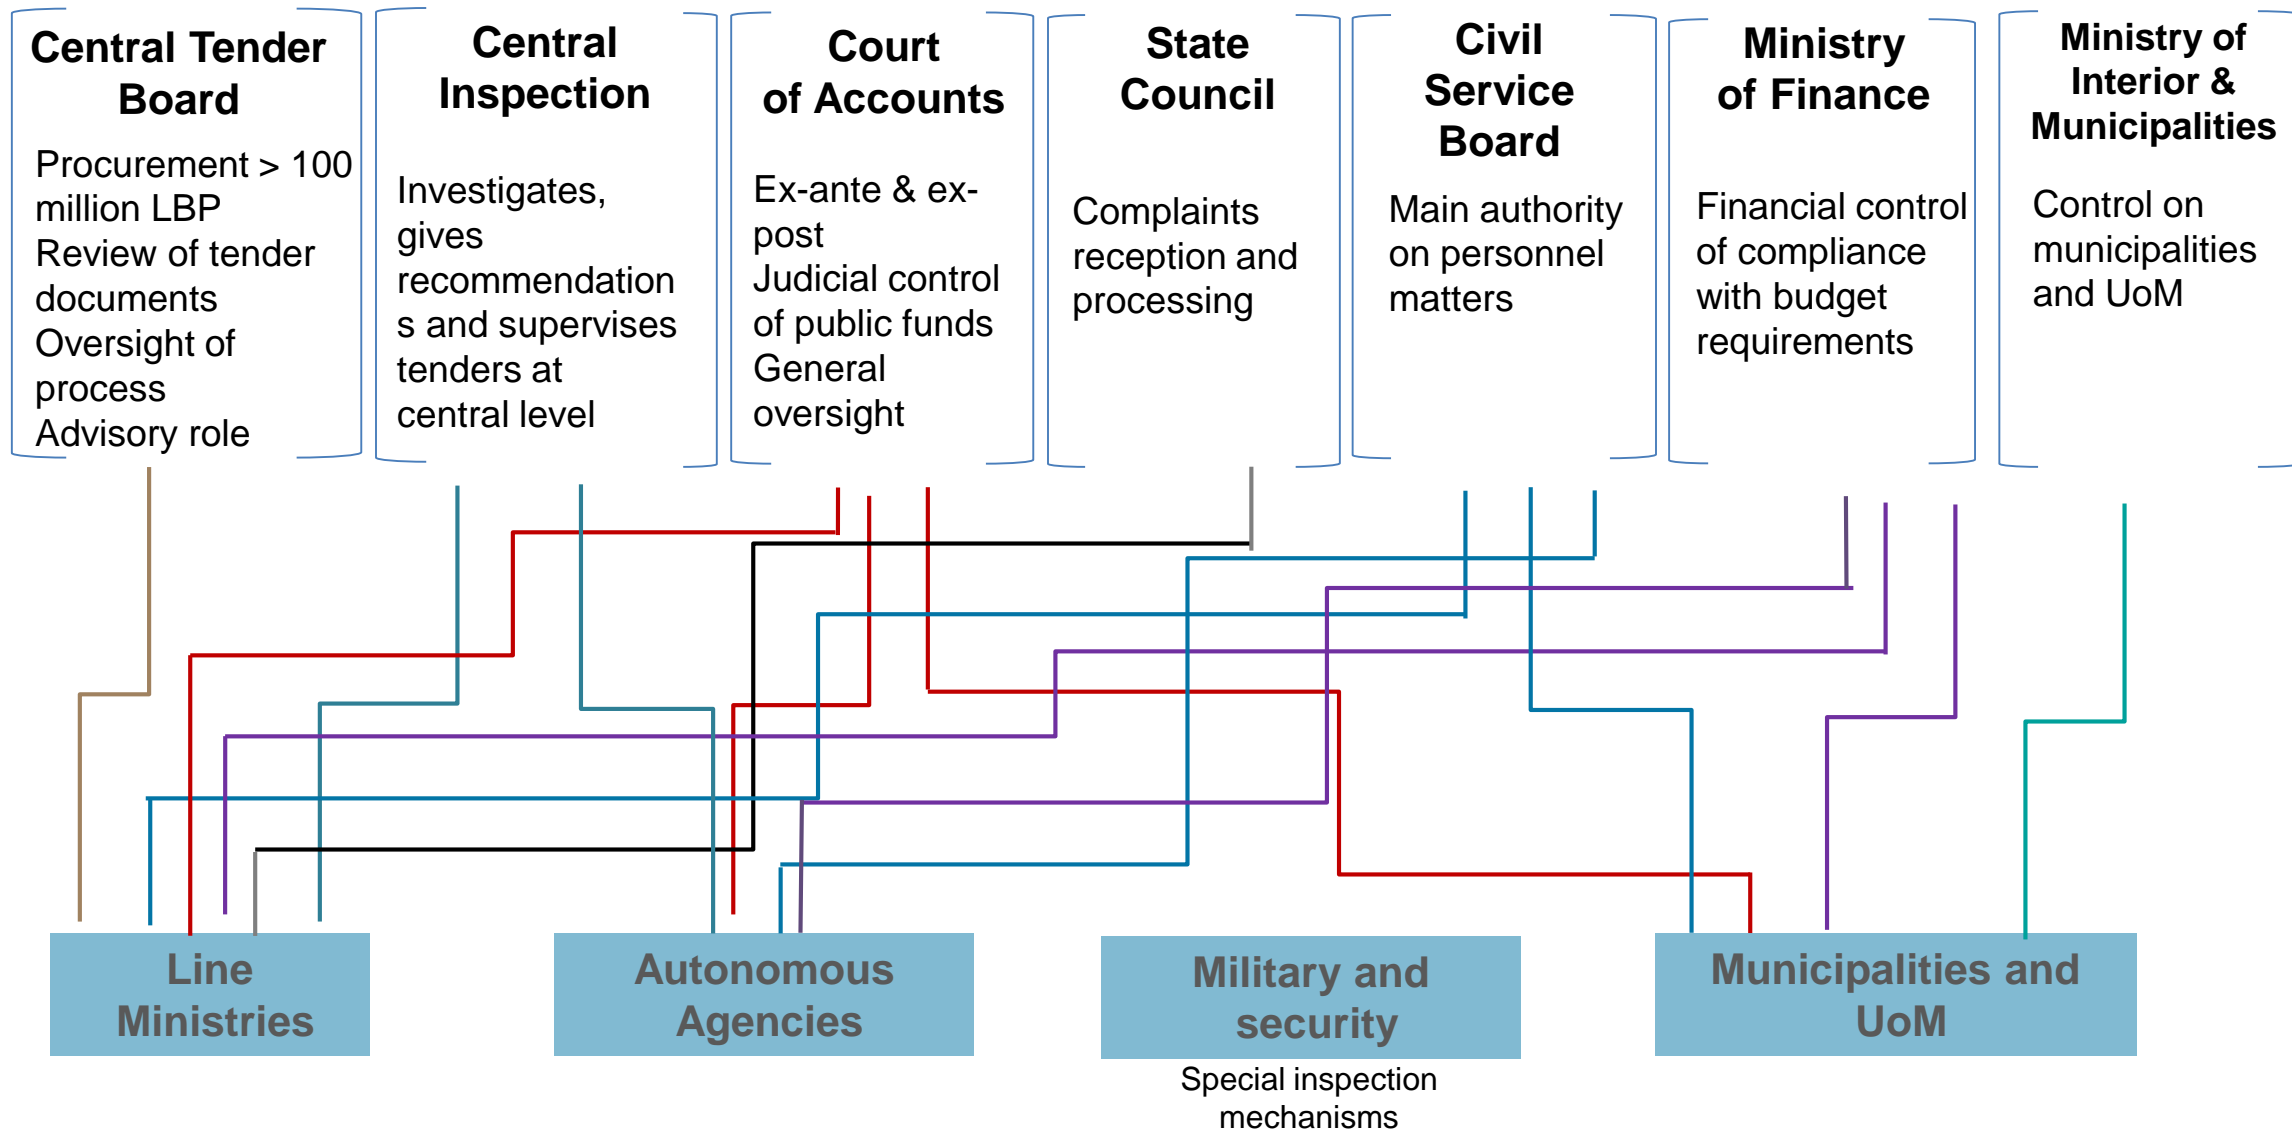 Central Tender
Board
Procurement > 100
million LBP
Review of tender
documents
Oversight of
process
Advisory role
Central
Inspection
Investigates,
gives
recommendation
s and supervises
tenders at
central level
Court
of Accounts
Ex-ante & ex-
post
Judicial control
of public funds
General
oversight
State
Council
Complaints
reception and
processing
Civil
Service
Board
Main authority
on personnel
matters
Ministry
of Finance
Financial control
of compliance
with budget
requirements
Ministry of
Interior &
Municipalities
Control on
municipalities
and UoM
Line
Ministries
Autonomous
Agencies
Military and
security
Special inspection
mechanisms
Municipalities and
UoM